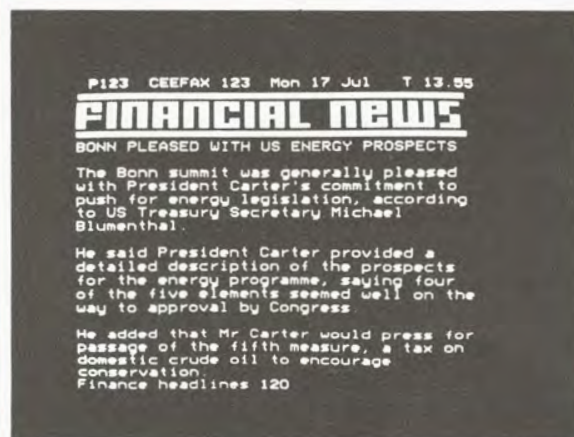 P123 CEEFAX 123 Mon 17 Jul T 13.55
FINANCIAL NEWS
BONN PLEASED WITH US ENERGY PROSPECTS
The Bonn summit was generally pleased
with President Carter's commitment to
push for energy legislation, according
to US Treasury Secretary Michael
Blumenthal.
He said President Carter provided a
detailed description of the prospects
for the energy programme, saying four
of the five elements seemed well on the
way to approval by Congress.
He added that Mr Carter would press for
passage of the fifth measure, a tax on
domestic crude oil to encourage
conservation.
Finance headlines 120